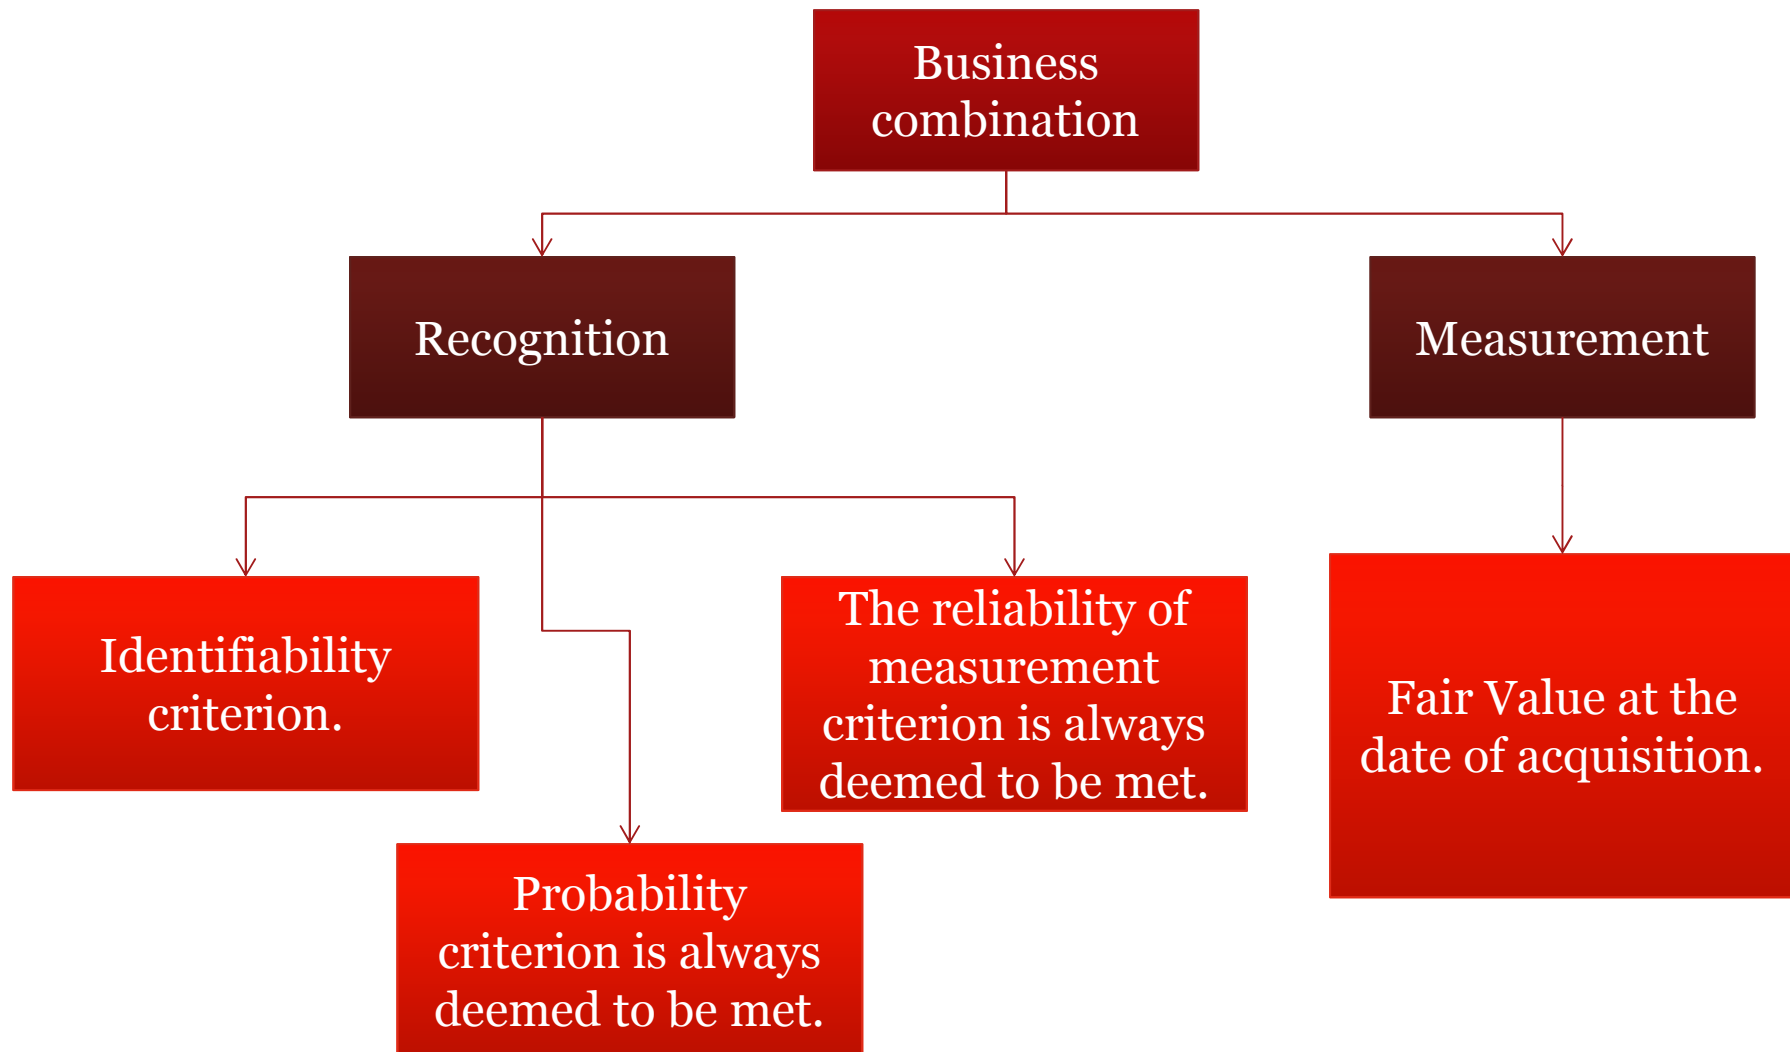 Business
combination
Recognition
Measurement
Identifiability
criterion.
The reliability of
measurement
criterion is always
deemed to be met.
Fair Value at the
date of acquisition.
Probability
criterion is always
deemed to be met.